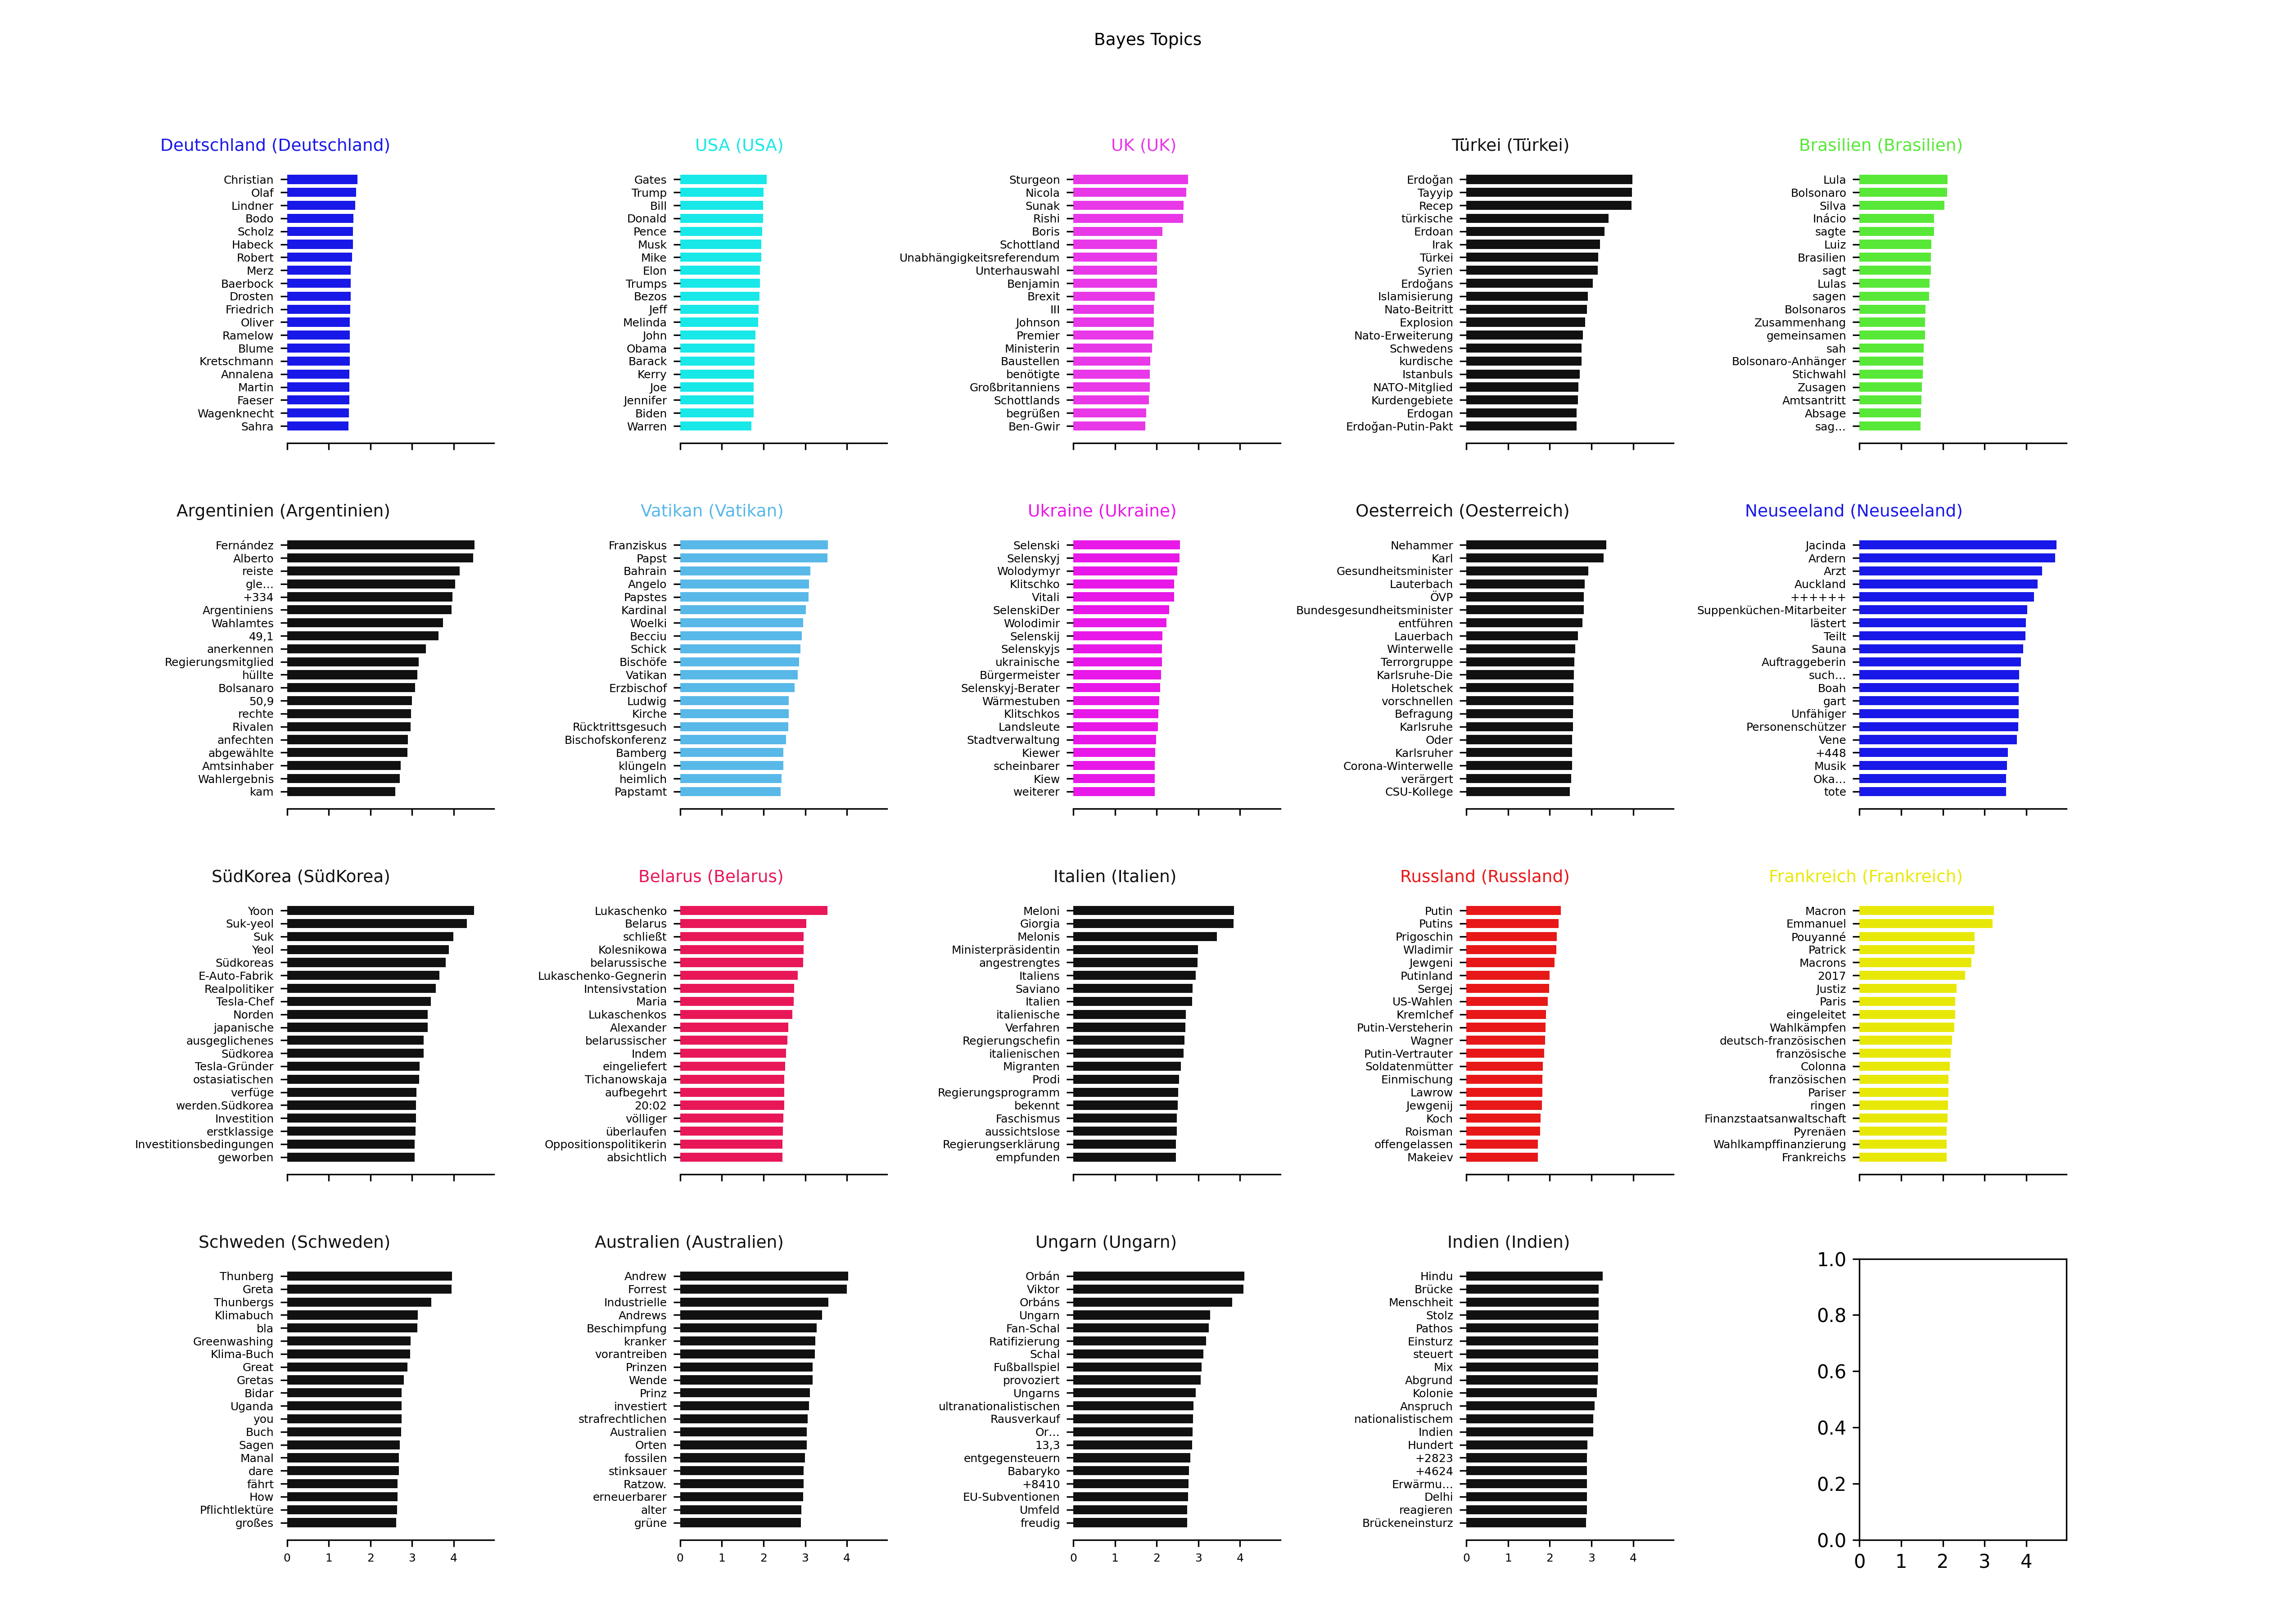 Bayes Topics
Deutschland (Deutschland)
Christian
Olaf
Lindner
Bodo
Scholz
Habeck
Robert
Merz
Baerbock
Drosten
Friedrich
Oliver
Ramelow
Blume
Kretschmann
Annalena
Martin
Faeser
Wagenknecht
Sahra
USA (USA)
Gates
Trump
Bill
Donald
Pence
Musk
Mike
Elon
Trumps
Bezos
Jeff
Melinda
John
Obama
Barack
Kerry
Joe
Jennifer
Biden
Warren
UK (UK)
Sturgeon
Nicola
Sunak
Rishi
Boris
Schottland
Unabhängigkeitsreferendum
Unterhauswahl
Benjamin
Brexit
III
Johnson
Premier
Ministerin
Baustellen
benötigte
Großbritanniens
Schottlands
begrüßen
Ben-Gwir
Türkei (Türkei)
Erdoğan
Tayyip
Recep
türkische
Erdoan
Irak
Türkei
Syrien
Erdoğans
Islamisierung
Nato-Beitritt
Explosion
Nato-Erweiterung
Schwedens
kurdische
Istanbuls
NATO-Mitglied
Kurdengebiete
Erdogan
Erdoğan-Putin-Pakt
Brasilien (Brasilien)
Lula
Bolsonaro
Silva
Inácio
sagte
Luiz
Brasilien
sagt
Lulas
sagen
Bolsonaros
Zusammenhang
gemeinsamen
sah
Bolsonaro-Anhänger
Stichwahl
Zusagen
Amtsantritt
Absage
sag…
Argentinien (Argentinien)
Fernández
Alberto
reiste
gle…
+334
Argentiniens
Wahlamtes
49,1
anerkennen
Regierungsmitglied
hüllte
Bolsanaro
50,9
rechte
Rivalen
anfechten
abgewählte
Amtsinhaber
Wahlergebnis
kam
Vatikan (Vatikan)
Franziskus
Papst
Bahrain
Angelo
Papstes
Kardinal
Woelki
Becciu
Schick
Bischöfe
Vatikan
Erzbischof
Ludwig
Kirche
Rücktrittsgesuch
Bischofskonferenz
Bamberg
klüngeln
heimlich
Papstamt
Ukraine (Ukraine)
Selenski
Selenskyj
Wolodymyr
Klitschko
Vitali
SelenskiDer
Wolodimir
Selenskij
Selenskyjs
ukrainische
Bürgermeister
Selenskyj-Berater
Wärmestuben
Klitschkos
Landsleute
Stadtverwaltung
Kiewer
scheinbarer
Kiew
weiterer
Oesterreich (Oesterreich)
Nehammer
Karl
Gesundheitsminister
Lauterbach
ÖVP
Bundesgesundheitsminister
entführen
Lauerbach
Winterwelle
Terrorgruppe
Karlsruhe-Die
Holetschek
vorschnellen
Befragung
Karlsruhe
Oder
Karlsruher
Corona-Winterwelle
verärgert
CSU-Kollege
Neuseeland (Neuseeland)
Jacinda
Ardern
Arzt
Auckland
++++++
Suppenküchen-Mitarbeiter
lästert
Teilt
Sauna
Auftraggeberin
such…
Boah
gart
Unfähiger
Personenschützer
Vene
+448
Musik
Oka…
tote
SüdKorea (SüdKorea)
Yoon
Suk-yeol
Suk
Yeol
Südkoreas
E-Auto-Fabrik
Realpolitiker
Tesla-Chef
Norden
japanische
ausgeglichenes
Südkorea
Tesla-Gründer
ostasiatischen
verfüge
werden.Südkorea
Investition
erstklassige
Investitionsbedingungen
geworben
Belarus (Belarus)
Lukaschenko
Belarus
schließt
Kolesnikowa
belarussische
Lukaschenko-Gegnerin
Intensivstation
Maria
Lukaschenkos
Alexander
belarussischer
Indem
eingeliefert
Tichanowskaja
aufbegehrt
20:02
völliger
überlaufen
Oppositionspolitikerin
absichtlich
Italien (Italien)
Meloni
Giorgia
Melonis
Ministerpräsidentin
angestrengtes
Italiens
Saviano
Italien
italienische
Verfahren
Regierungschefin
italienischen
Migranten
Prodi
Regierungsprogramm
bekennt
Faschismus
aussichtslose
Regierungserklärung
empfunden
Russland (Russland)
Putin
Putins
Prigoschin
Wladimir
Jewgeni
Putinland
Sergej
US-Wahlen
Kremlchef
Putin-Versteherin
Wagner
Putin-Vertrauter
Soldatenmütter
Einmischung
Lawrow
Jewgenij
Koch
Roisman
offengelassen
Makeiev
Frankreich (Frankreich)
Macron
Emmanuel
Pouyanné
Patrick
Macrons
2017
Justiz
Paris
eingeleitet
Wahlkämpfen
deutsch-französischen
französische
Colonna
französischen
Pariser
ringen
Finanzstaatsanwaltschaft
Pyrenäen
Wahlkampffinanzierung
Frankreichs
Schweden (Schweden)
Thunberg
Greta
Thunbergs
Klimabuch
bla
Greenwashing
Klima-Buch
Great
Gretas
Bidar
Uganda
you
Buch
Sagen
Manal
dare
fährt
How
Pflichtlektüre
großes
0 1 2 3 4
Australien (Australien)
Andrew
Forrest
Industrielle
Andrews
Beschimpfung
kranker
vorantreiben
Prinzen
Wende
Prinz
investiert
strafrechtlichen
Australien
Orten
fossilen
stinksauer
Ratzow.
erneuerbarer
alter
grüne
0 1 2 3 4
Ungarn (Ungarn)
Orbán
Viktor
Orbáns
Ungarn
Fan-Schal
Ratifizierung
Schal
Fußballspiel
provoziert
Ungarns
ultranationalistischen
Rausverkauf
Or…
13,3
entgegensteuern
Babaryko
+8410
EU-Subventionen
Umfeld
freudig
0 1 2 3 4
Indien (Indien)
Hindu
Brücke
Menschheit
Stolz
Pathos
Einsturz
steuert
Mix
Abgrund
Kolonie
Anspruch
nationalistischem
Indien
Hundert
+2823
+4624
Erwärmu…
Delhi
reagieren
Brückeneinsturz
0 1 2 3 4
1.0
0.8
0.6
0.4
0.2
0.0
0 1 2 3 4